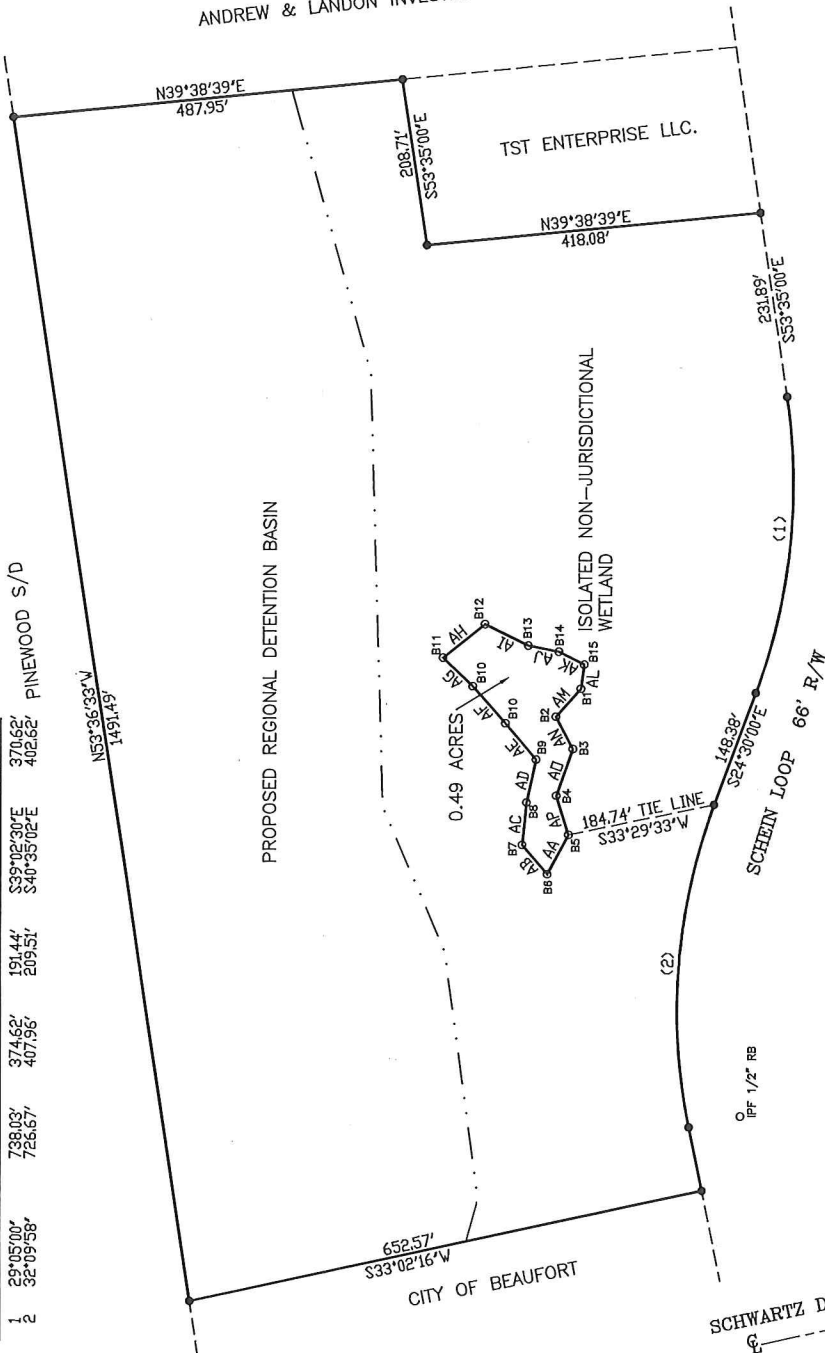 ANDREW & LANDON
N39°38'39"E
487.95'
208.71'
S53°35'00"E
TST ENTERPRISE LLC.
N39°38'39"E
418.08'
231.89'
S53°35'00"E
1 29°05'00" 738.03' 374.62' 191.44' S39°02'30"E 370.62'
2 32°09'58" 726.67' 407.96' 209.51' S40°35'02"E 402.62'
PINEWOOD S/D
N53°36'33"W
1491.49'
PROPOSED REGIONAL DETENTION BASIN
ISOLATED NON-JURISDICTIONAL
WETLAND
0.49 ACRES
B11
AH
B12
AG
B10
AI
B13
AF
AJ
B14
B10
AK
B15
AE
AL
B1
AM
B2
B9
AN
B3
AD
B8
AO
B4
AC
AP
B7
B5
AB
AA
B6
184.74' TIE LINE
S33°29'33"W
(1)
148.38'
S24°30'00"E
SCHEIN LOOP 66' R/W
(2)
IPF 1/2" RB
652.57'
S33°02'16"W
CITY OF BEAUFORT
SCHWARTZ D